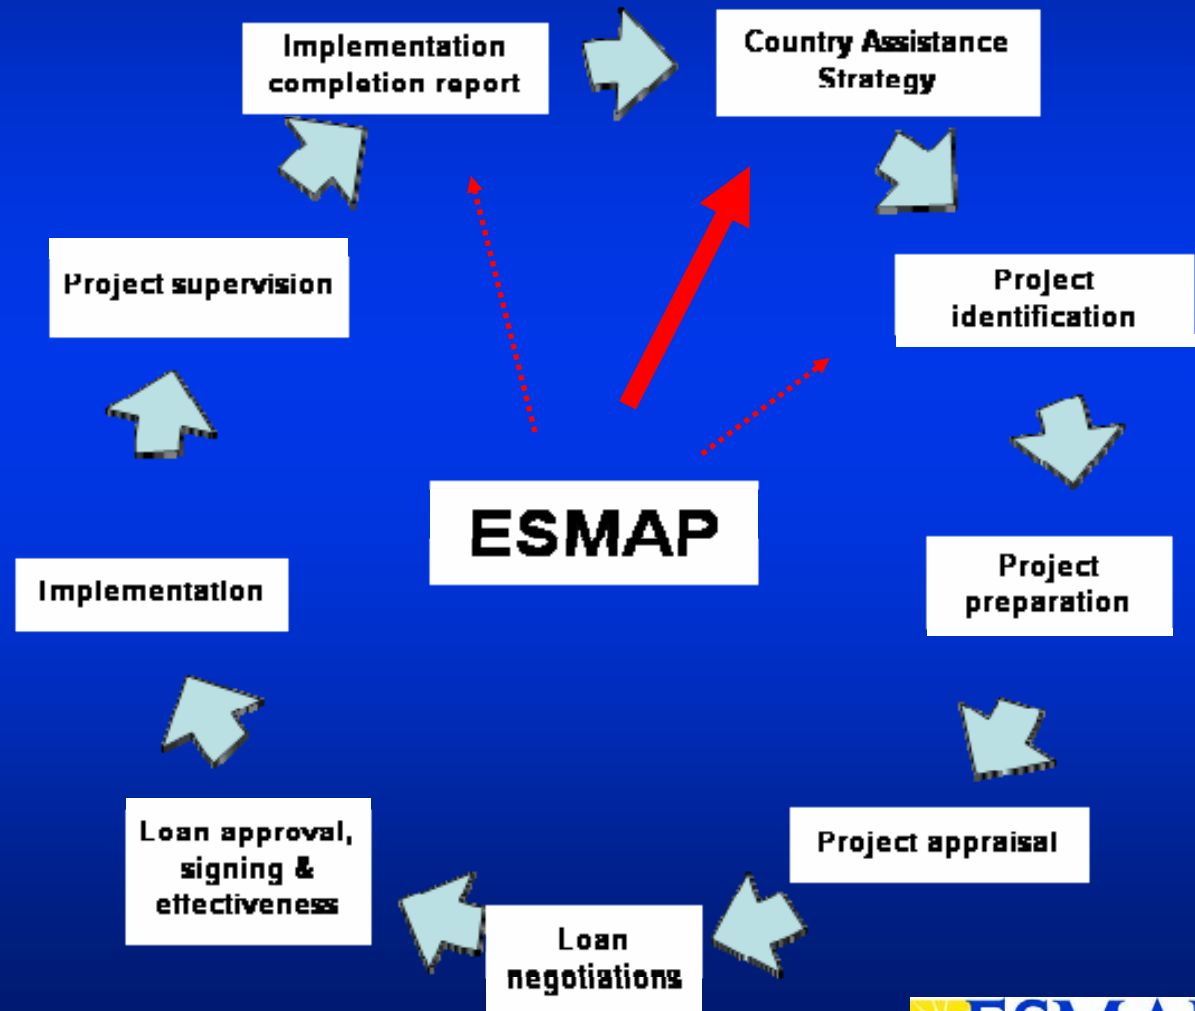 Implementation
completion report
Country Assistance
Strategy
Project supervision
Project
identification
ESMAP
Implementation
Project
preparation
Loan approval,
signing &
effectiveness
Project appraisal
Loan
negotiations